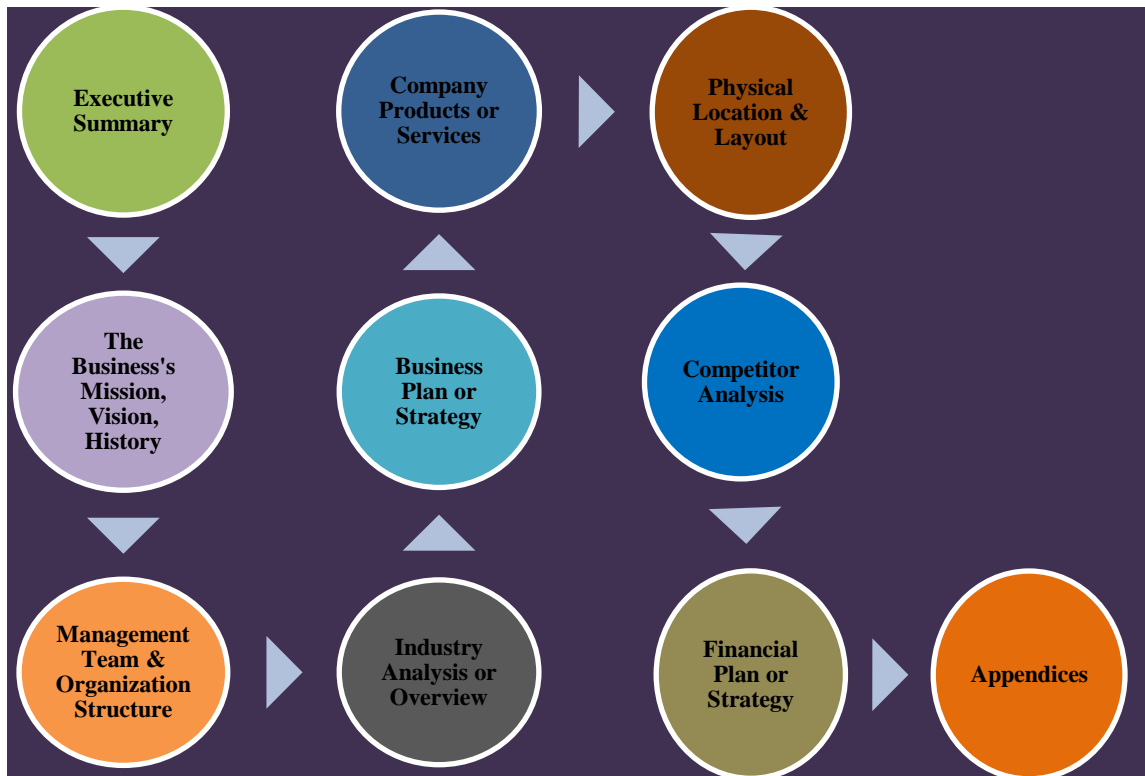 Executive
Summary
The
Business's
Mission,
Vision,
History
Management
Team &
Organization
Structure
Industry
Analysis or
Overview
Business
Plan or
Strategy
Company
Products or
Services
Physical
Location &
Layout
Competitor
Analysis
Financial
Plan or
Strategy
Appendices